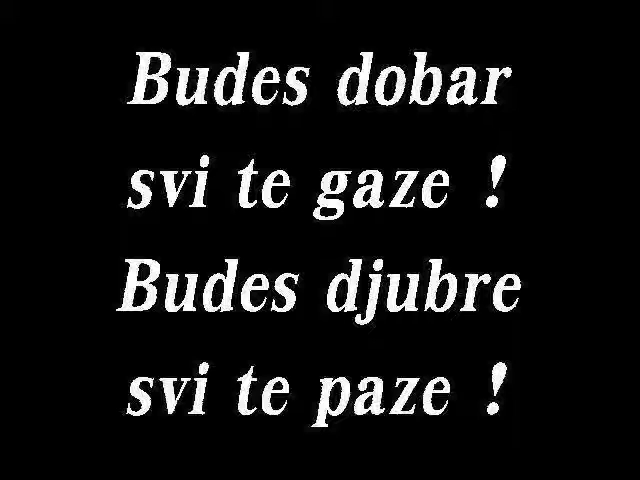 Budes dobar
svi te gaze !
Budes djubre
svi te paze !